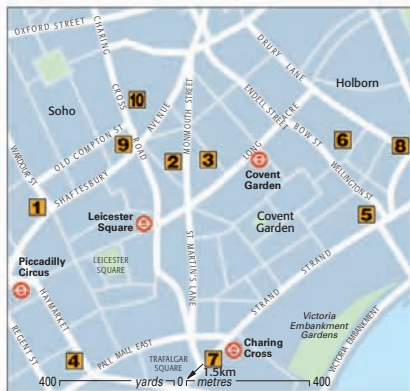 OXFORD STREET
CHARING
CROSS
ROAD
DRURY LANE
Holborn
Soho
10
MONMOUTH STREET
ENDELL STREET
LONG ACRE
BOW ST
6
8
OLD COMPTON ST
9
SHAFTESBURY AVENUE
2
3
WARDOUR ST
WELLINGTON ST
Covent
Garden
1
5
Leicester
Square
Covent
Garden
ST MARTIN'S LANE
Piccadilly
Circus
LEICESTER
SQUARE
STRAND
STRAND
HAYMARKET
REGENT ST
Victoria
Embankment
Gardens
VICTORIA EMBANKMENT
4
PALL MALL EAST
TRAFALGAR
SQUARE
7
Charing
Cross
1.5km
400 yards 0 metres 400